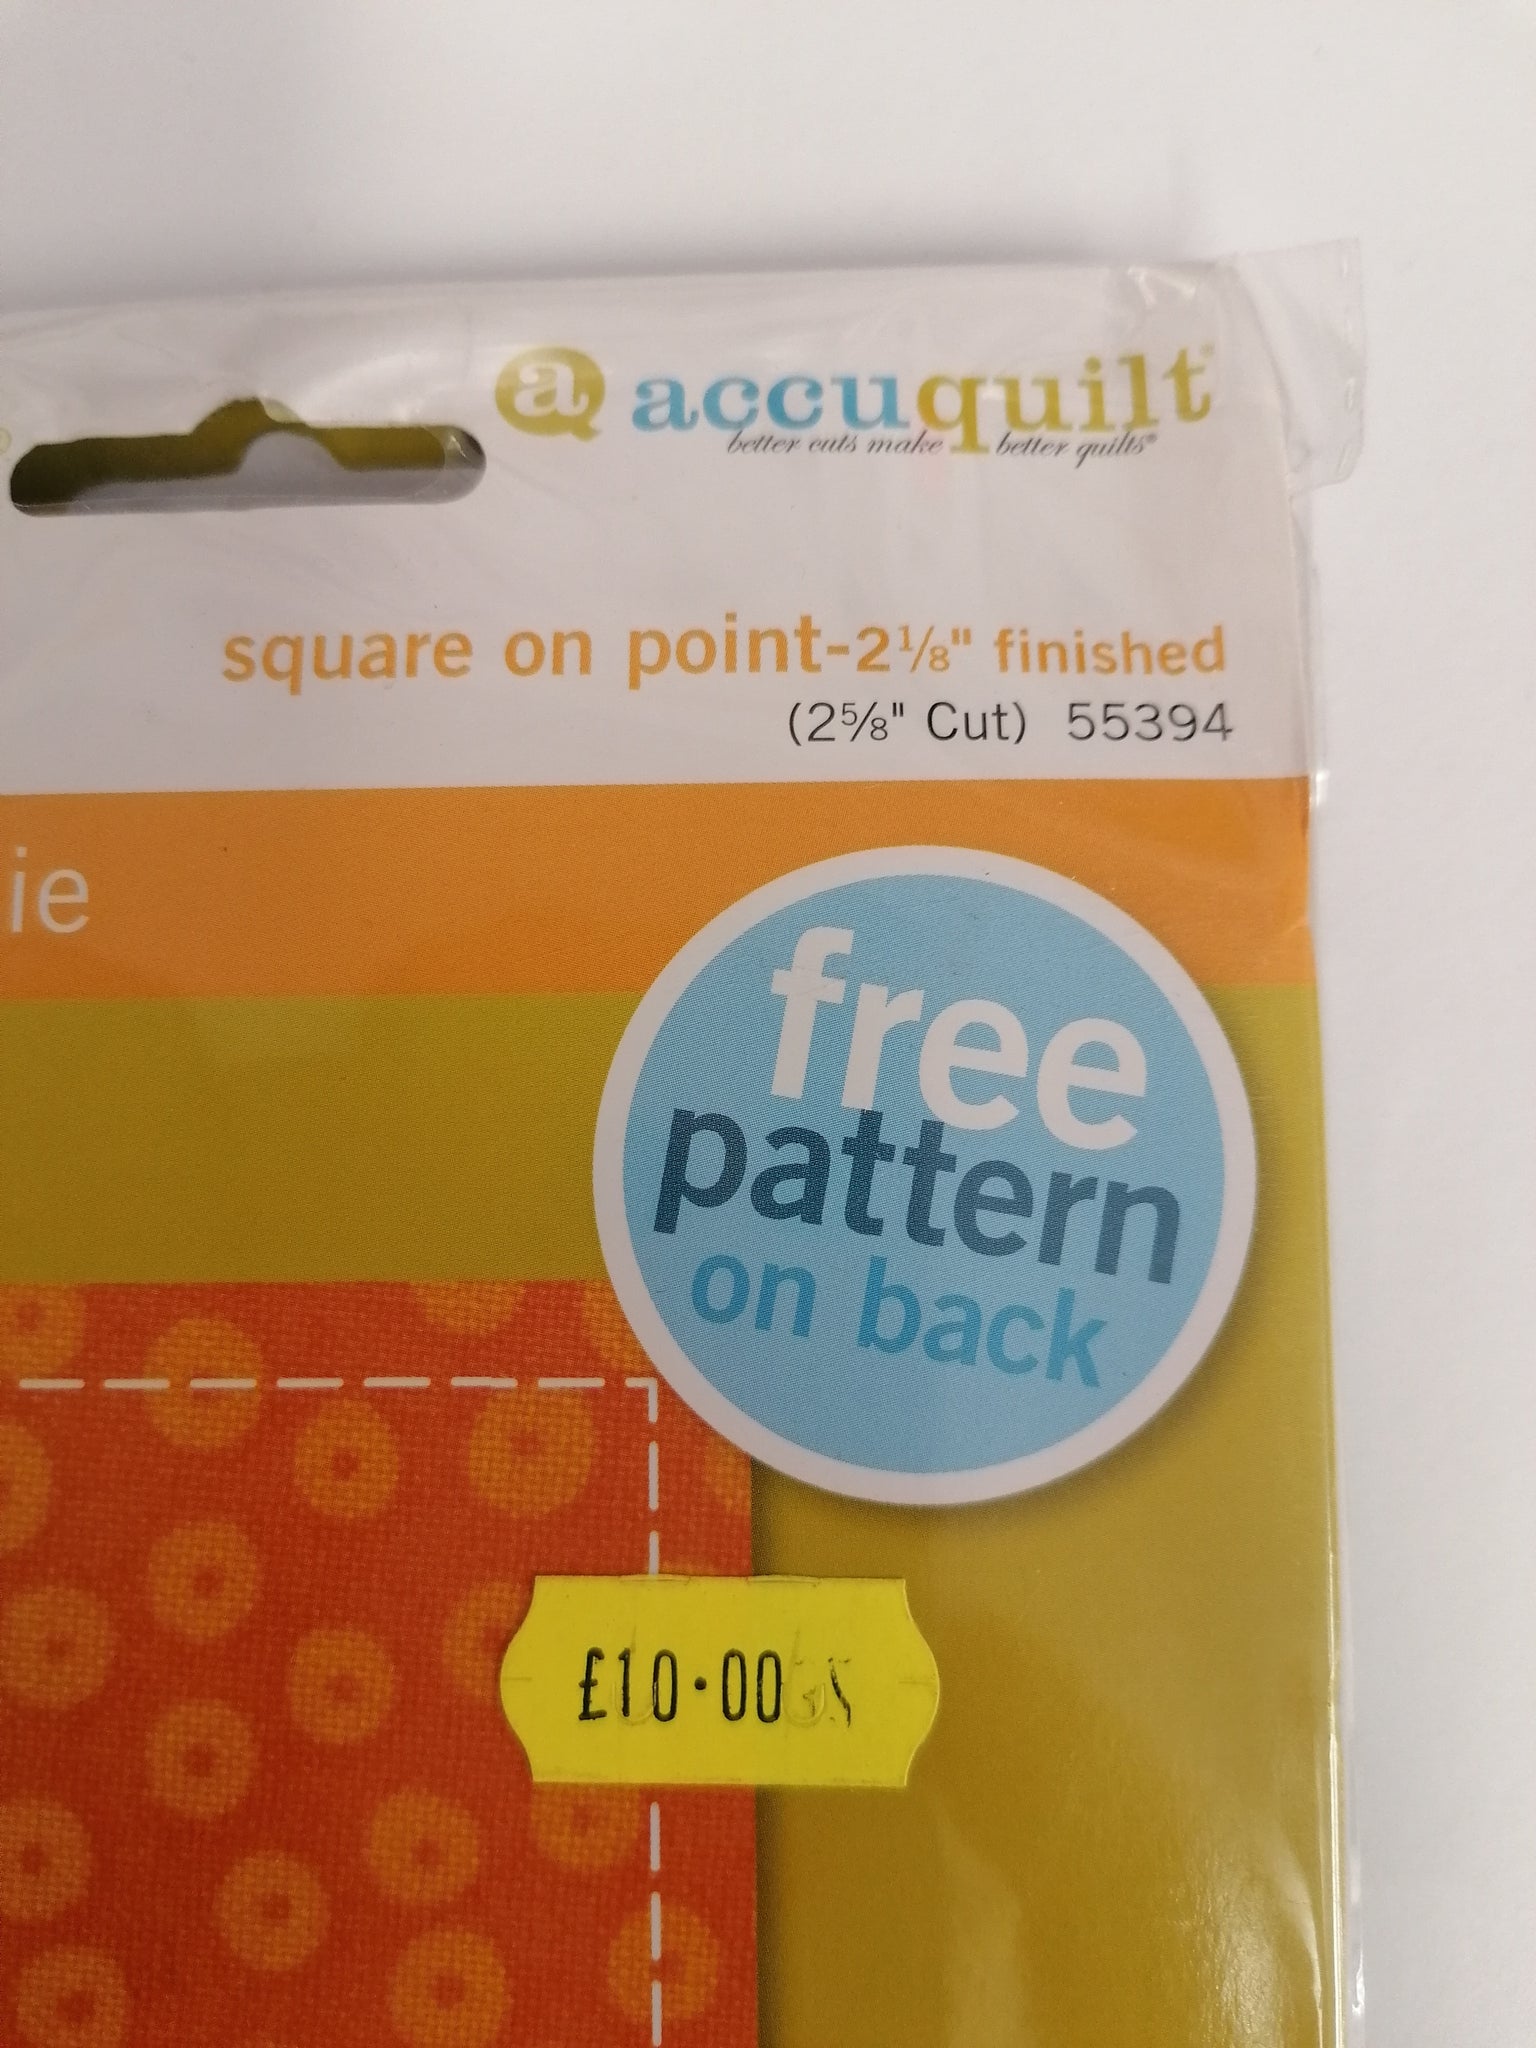 a accuquilt®
better cuts make better quilts®
square on point-2⅛" finished
(2⅝" Cut) 55394
ie
free
pattern
on back
£10.00